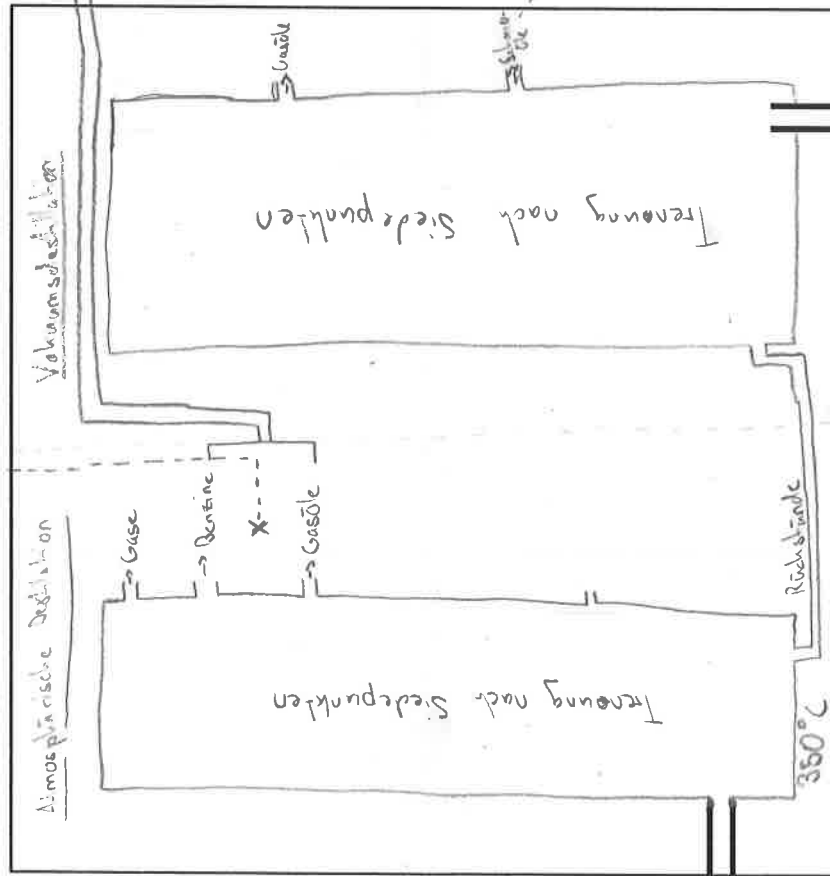 Atmosphärische Destillation
Vakuumdestillation
→ Gase
→ Benzine
X
→ Gasöle
→ Gasöle
Trennung nach Siedepunkten
Trennung nach Siedepunkten
Rückstände
350°C